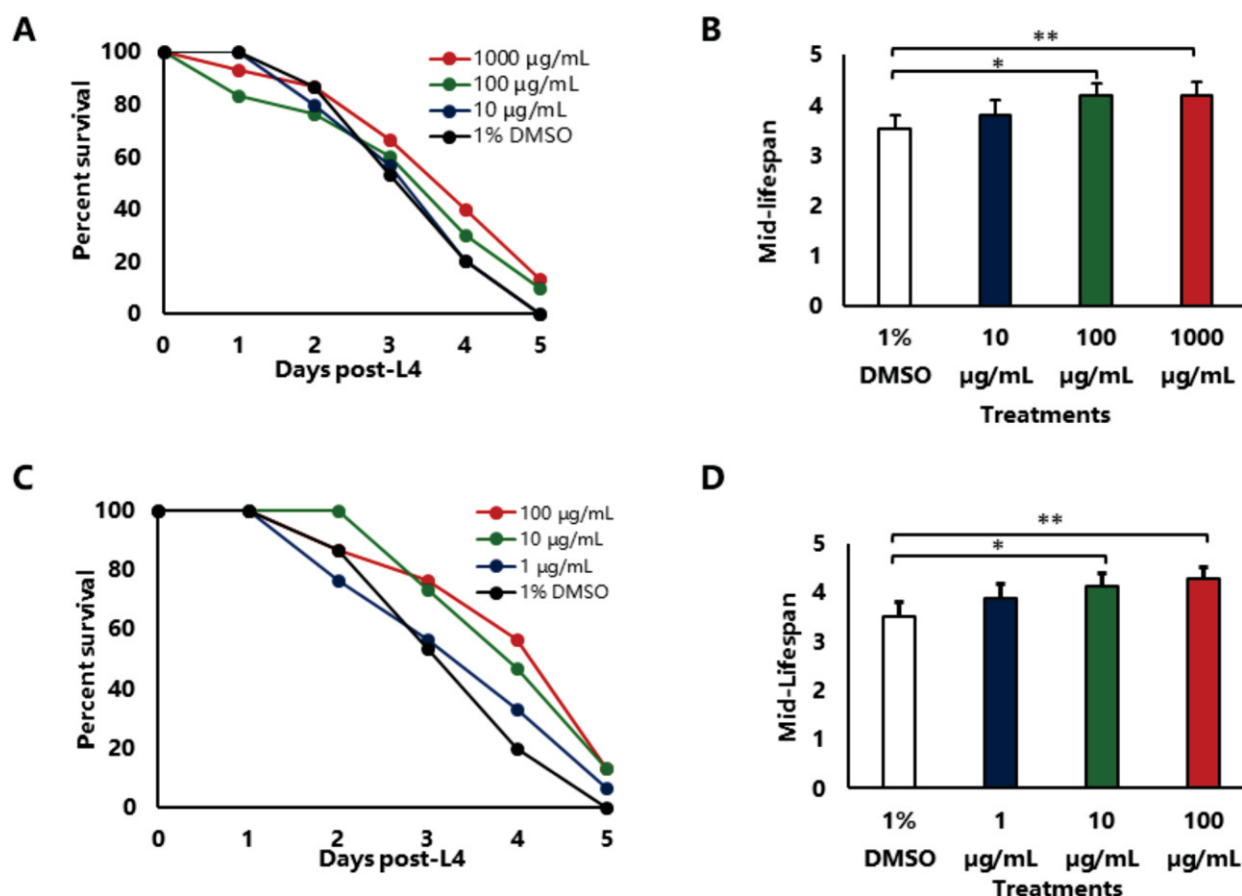 A
Percent survival
100
80
60
40
20
0
0 1 2 3 4 5
Days post-L4
1000 µg/mL
100 µg/mL
10 µg/mL
1% DMSO
B
Mid-lifespan
5
4
3
2
1
0
*
**
1% 10 100 1000
DMSO µg/mL µg/mL µg/mL
Treatments
C
Percent survival
100
80
60
40
20
0
0 1 2 3 4 5
Days post-L4
100 µg/mL
10 µg/mL
1 µg/mL
1% DMSO
D
Mid-Lifespan
5
4
3
2
1
0
**
*
1% 1 10 100
DMSO µg/mL µg/mL µg/mL
Treatments